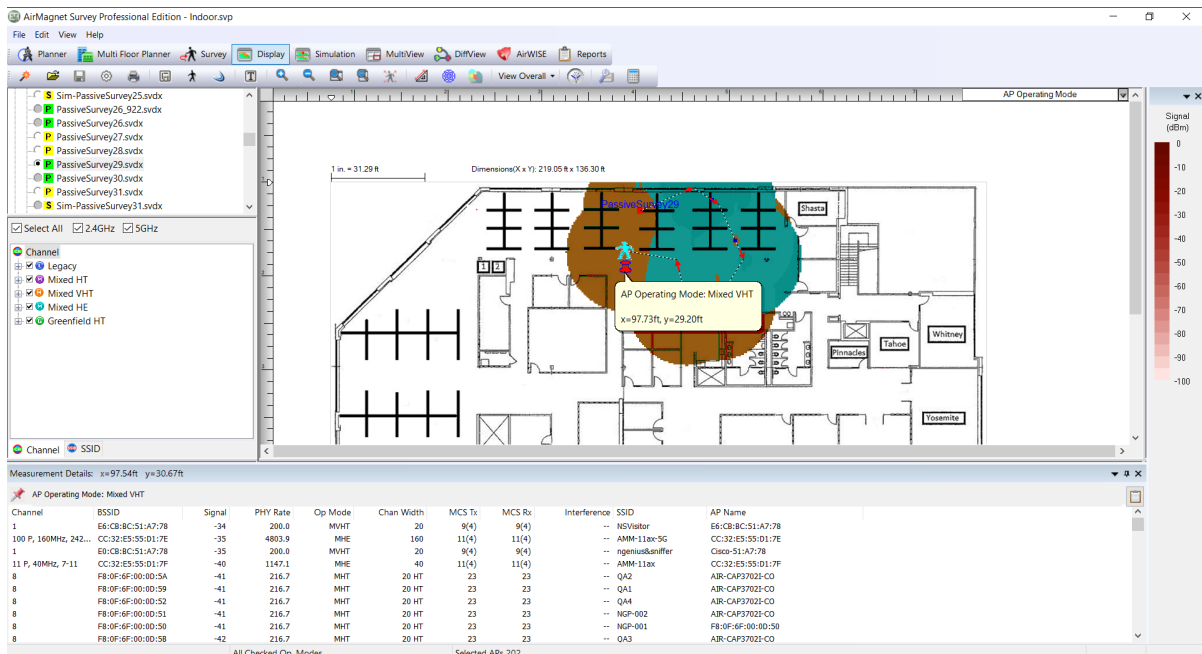 AirMagnet Survey Professional Edition - Indoor.svp
File Edit View Help
Planner Multi Floor Planner Survey Display Simulation MultiView DiffView AirWISE Reports
View Overall
Sim-PassiveSurvey25.svdx
PassiveSurvey26_922.svdx
PassiveSurvey26.svdx
PassiveSurvey27.svdx
PassiveSurvey28.svdx
PassiveSurvey29.svdx
PassiveSurvey30.svdx
PassiveSurvey31.svdx
Sim-PassiveSurvey31.svdx
Select All 2.4GHz 5GHz
Channel
Legacy
Mixed HT
Mixed VHT
Mixed HE
Greenfield HT
Channel SSID
AP Operating Mode
1 in. = 31.29 ft
Dimensions(X x Y): 219.05 ft x 136.30 ft
PassiveSurvey29
Shasta
1 2
AP Operating Mode: Mixed VHT
x=97.73ft, y=29.20ft
Whitney
Tahoe
Pinnacles
Yosemite
Signal
(dBm)
0
-10
-20
-30
-40
-50
-60
-70
-80
-90
-100
Measurement Details: x=97.54ft y=30.67ft
AP Operating Mode: Mixed VHT
Channel BSSID Signal PHY Rate Op Mode Chan Width MCS Tx MCS Rx Interference SSID AP Name
1 E6:CB:BC:51:A7:78 -34 200.0 MVHT 20 9(4) 9(4) -- NSVisitor E6:CB:BC:51:A7:78
100 P, 160MHz, 242... CC:32:E5:55:D1:7E -35 4803.9 MHE 160 11(4) 11(4) -- AMM-11ax-5G CC:32:E5:55:D1:7E
1 E0:CB:BC:51:A7:78 -35 200.0 MVHT 20 9(4) 9(4) -- ngenius&sniffer Cisco-51:A7:78
11 P, 40MHz, 7-11 CC:32:E5:55:D1:7F -40 1147.1 MHE 40 11(4) 11(4) -- AMM-11ax CC:32:E5:55:D1:7F
8 F8:0F:6F:00:0D:5A -41 216.7 MHT 20 HT 23 23 -- QA2 AIR-CAP3702I-CO
8 F8:0F:6F:00:0D:59 -41 216.7 MHT 20 HT 23 23 -- QA1 AIR-CAP3702I-CO
8 F8:0F:6F:00:0D:52 -41 216.7 MHT 20 HT 23 23 -- QA4 AIR-CAP3702I-CO
8 F8:0F:6F:00:0D:51 -41 216.7 MHT 20 HT 23 23 -- NGP-002 AIR-CAP3702I-CO
8 F8:0F:6F:00:0D:50 -41 216.7 MHT 20 HT 23 23 -- NGP-001 F8:0F:6F:00:0D:50
8 F8:0F:6F:00:0D:5B -42 216.7 MHT 20 HT 23 23 -- QA3 AIR-CAP3702I-CO
All Checked Op. Modes Selected APs 202